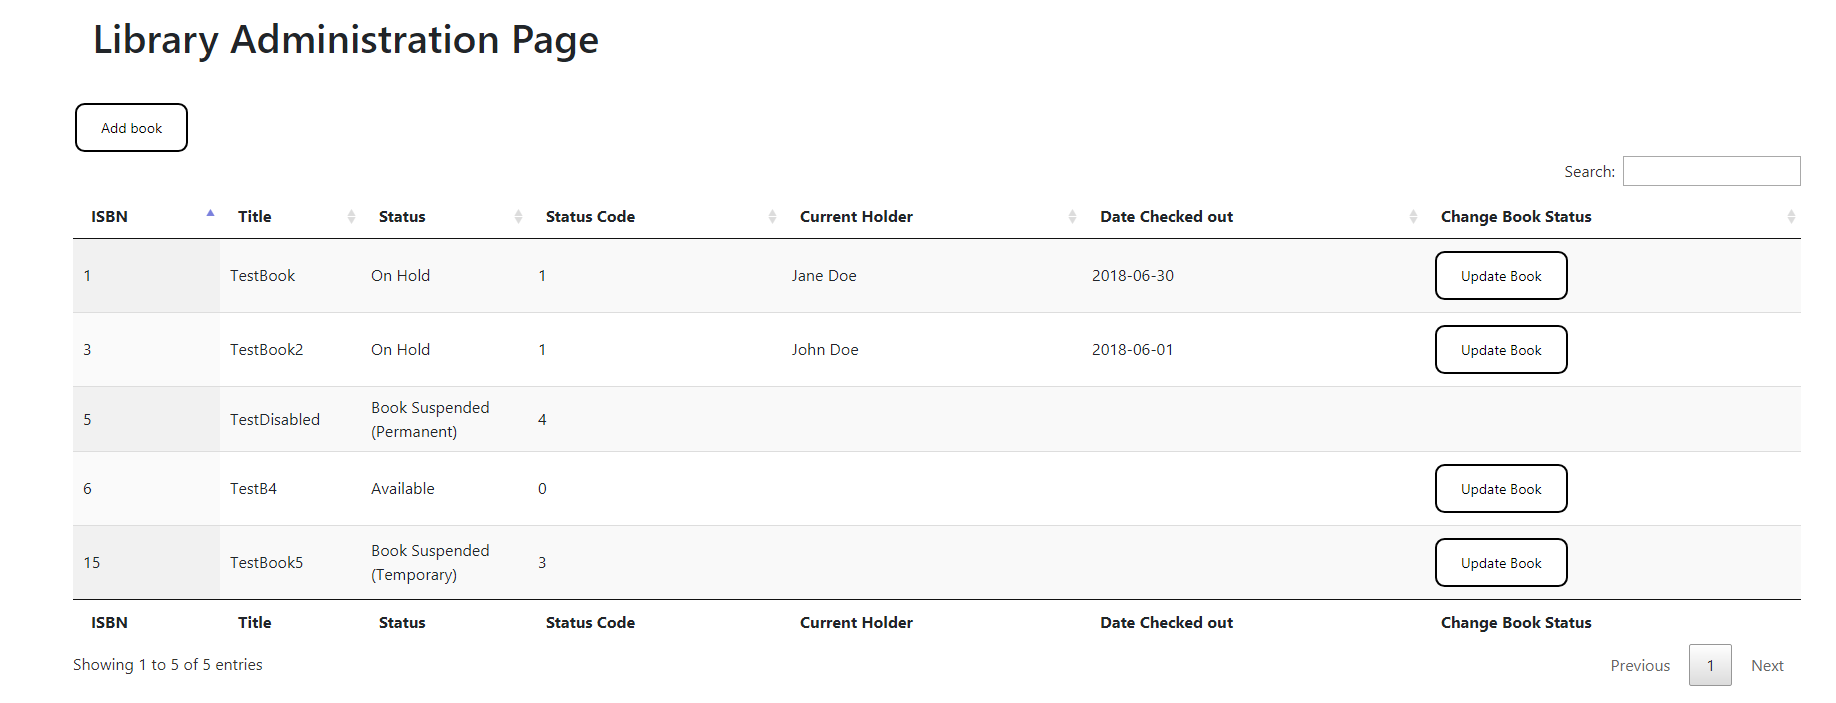 Library Administration Page
Add book
Search:
ISBN Title Status Status Code Current Holder Date Checked out Change Book Status
1 TestBook On Hold 1 Jane Doe 2018-06-30 Update Book
3 TestBook2 On Hold 1 John Doe 2018-06-01 Update Book
5 TestDisabled Book Suspended 4
(Permanent)
6 TestB4 Available 0 Update Book
15 TestBook5 Book Suspended 3 Update Book
(Temporary)
ISBN Title Status Status Code Current Holder Date Checked out Change Book Status
Showing 1 to 5 of 5 entries Previous 1 Next